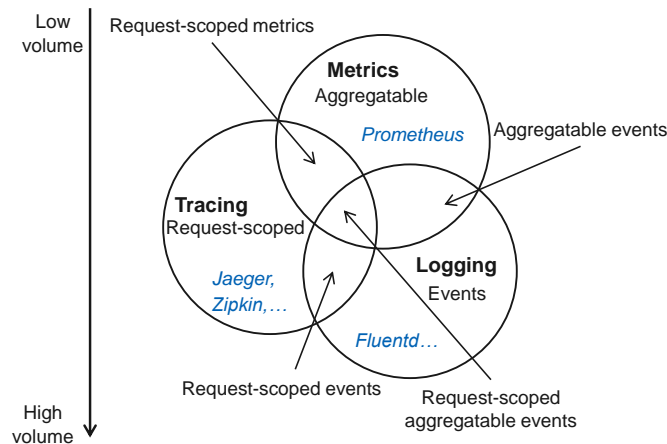 Low
volume
Request-scoped metrics
Metrics
Aggregatable
Prometheus
Aggregatable events
Tracing
Request-scoped
Jaeger,
Zipkin,…
Logging
Events
Fluentd…
Request-scoped events
Request-scoped
aggregatable events
High
volume